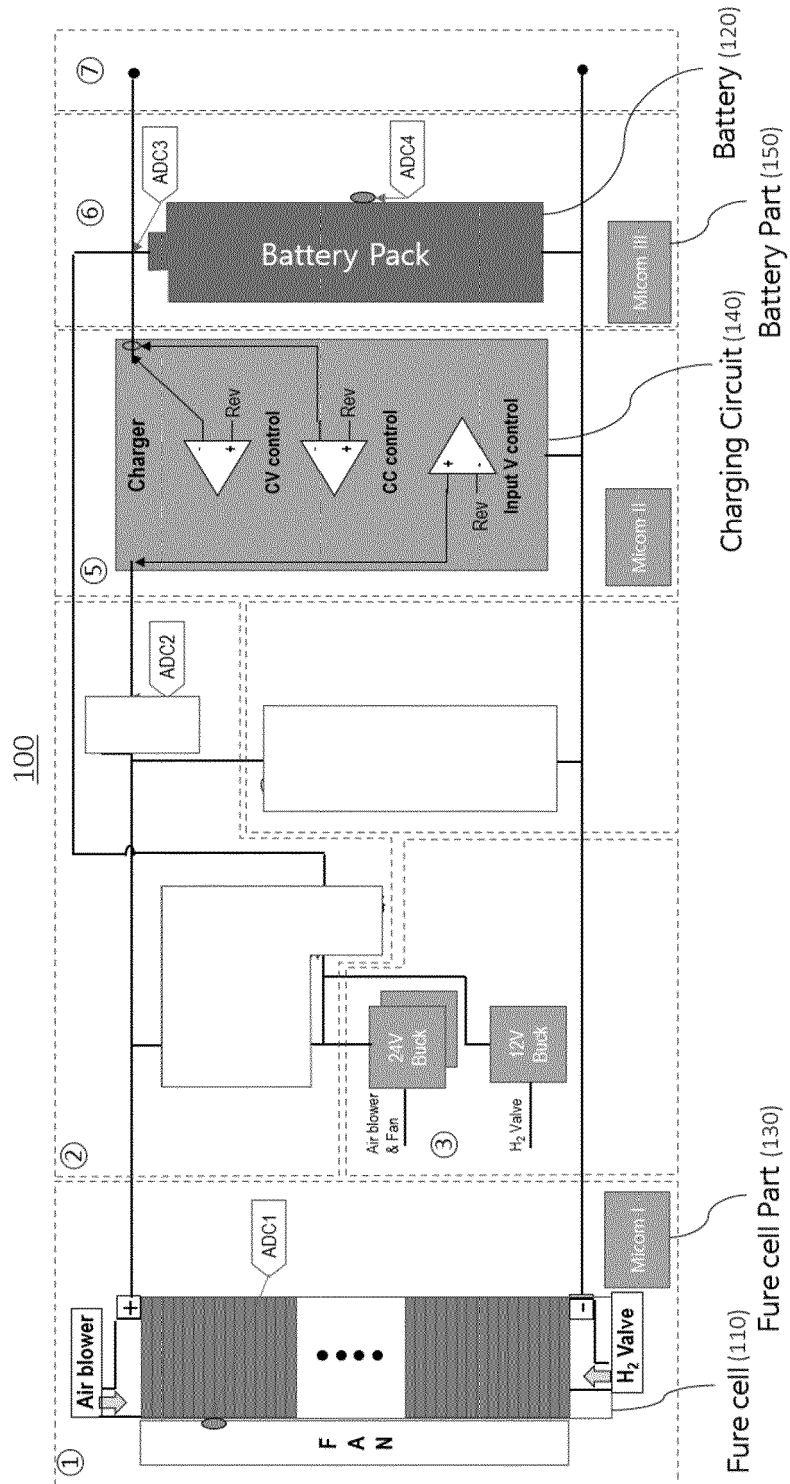 100
①
Air blower
+
F
A
N
ADC1
-
H₂ Valve
Micom I
Fure cell (110)
Fure cell Part (130)
②
ADC2
③
Air blower
& Fan
24V
Buck
H₂ Valve
12V
Buck
⑤
Charger
-
+
Rev
CV control
-
+
Rev
CC control
+
-
Rev
Input V control
Micom II
Charging Circuit (140)
⑥
ADC3
Battery Pack
ADC4
Micom III
Battery Part (150)
Battery (120)
⑦